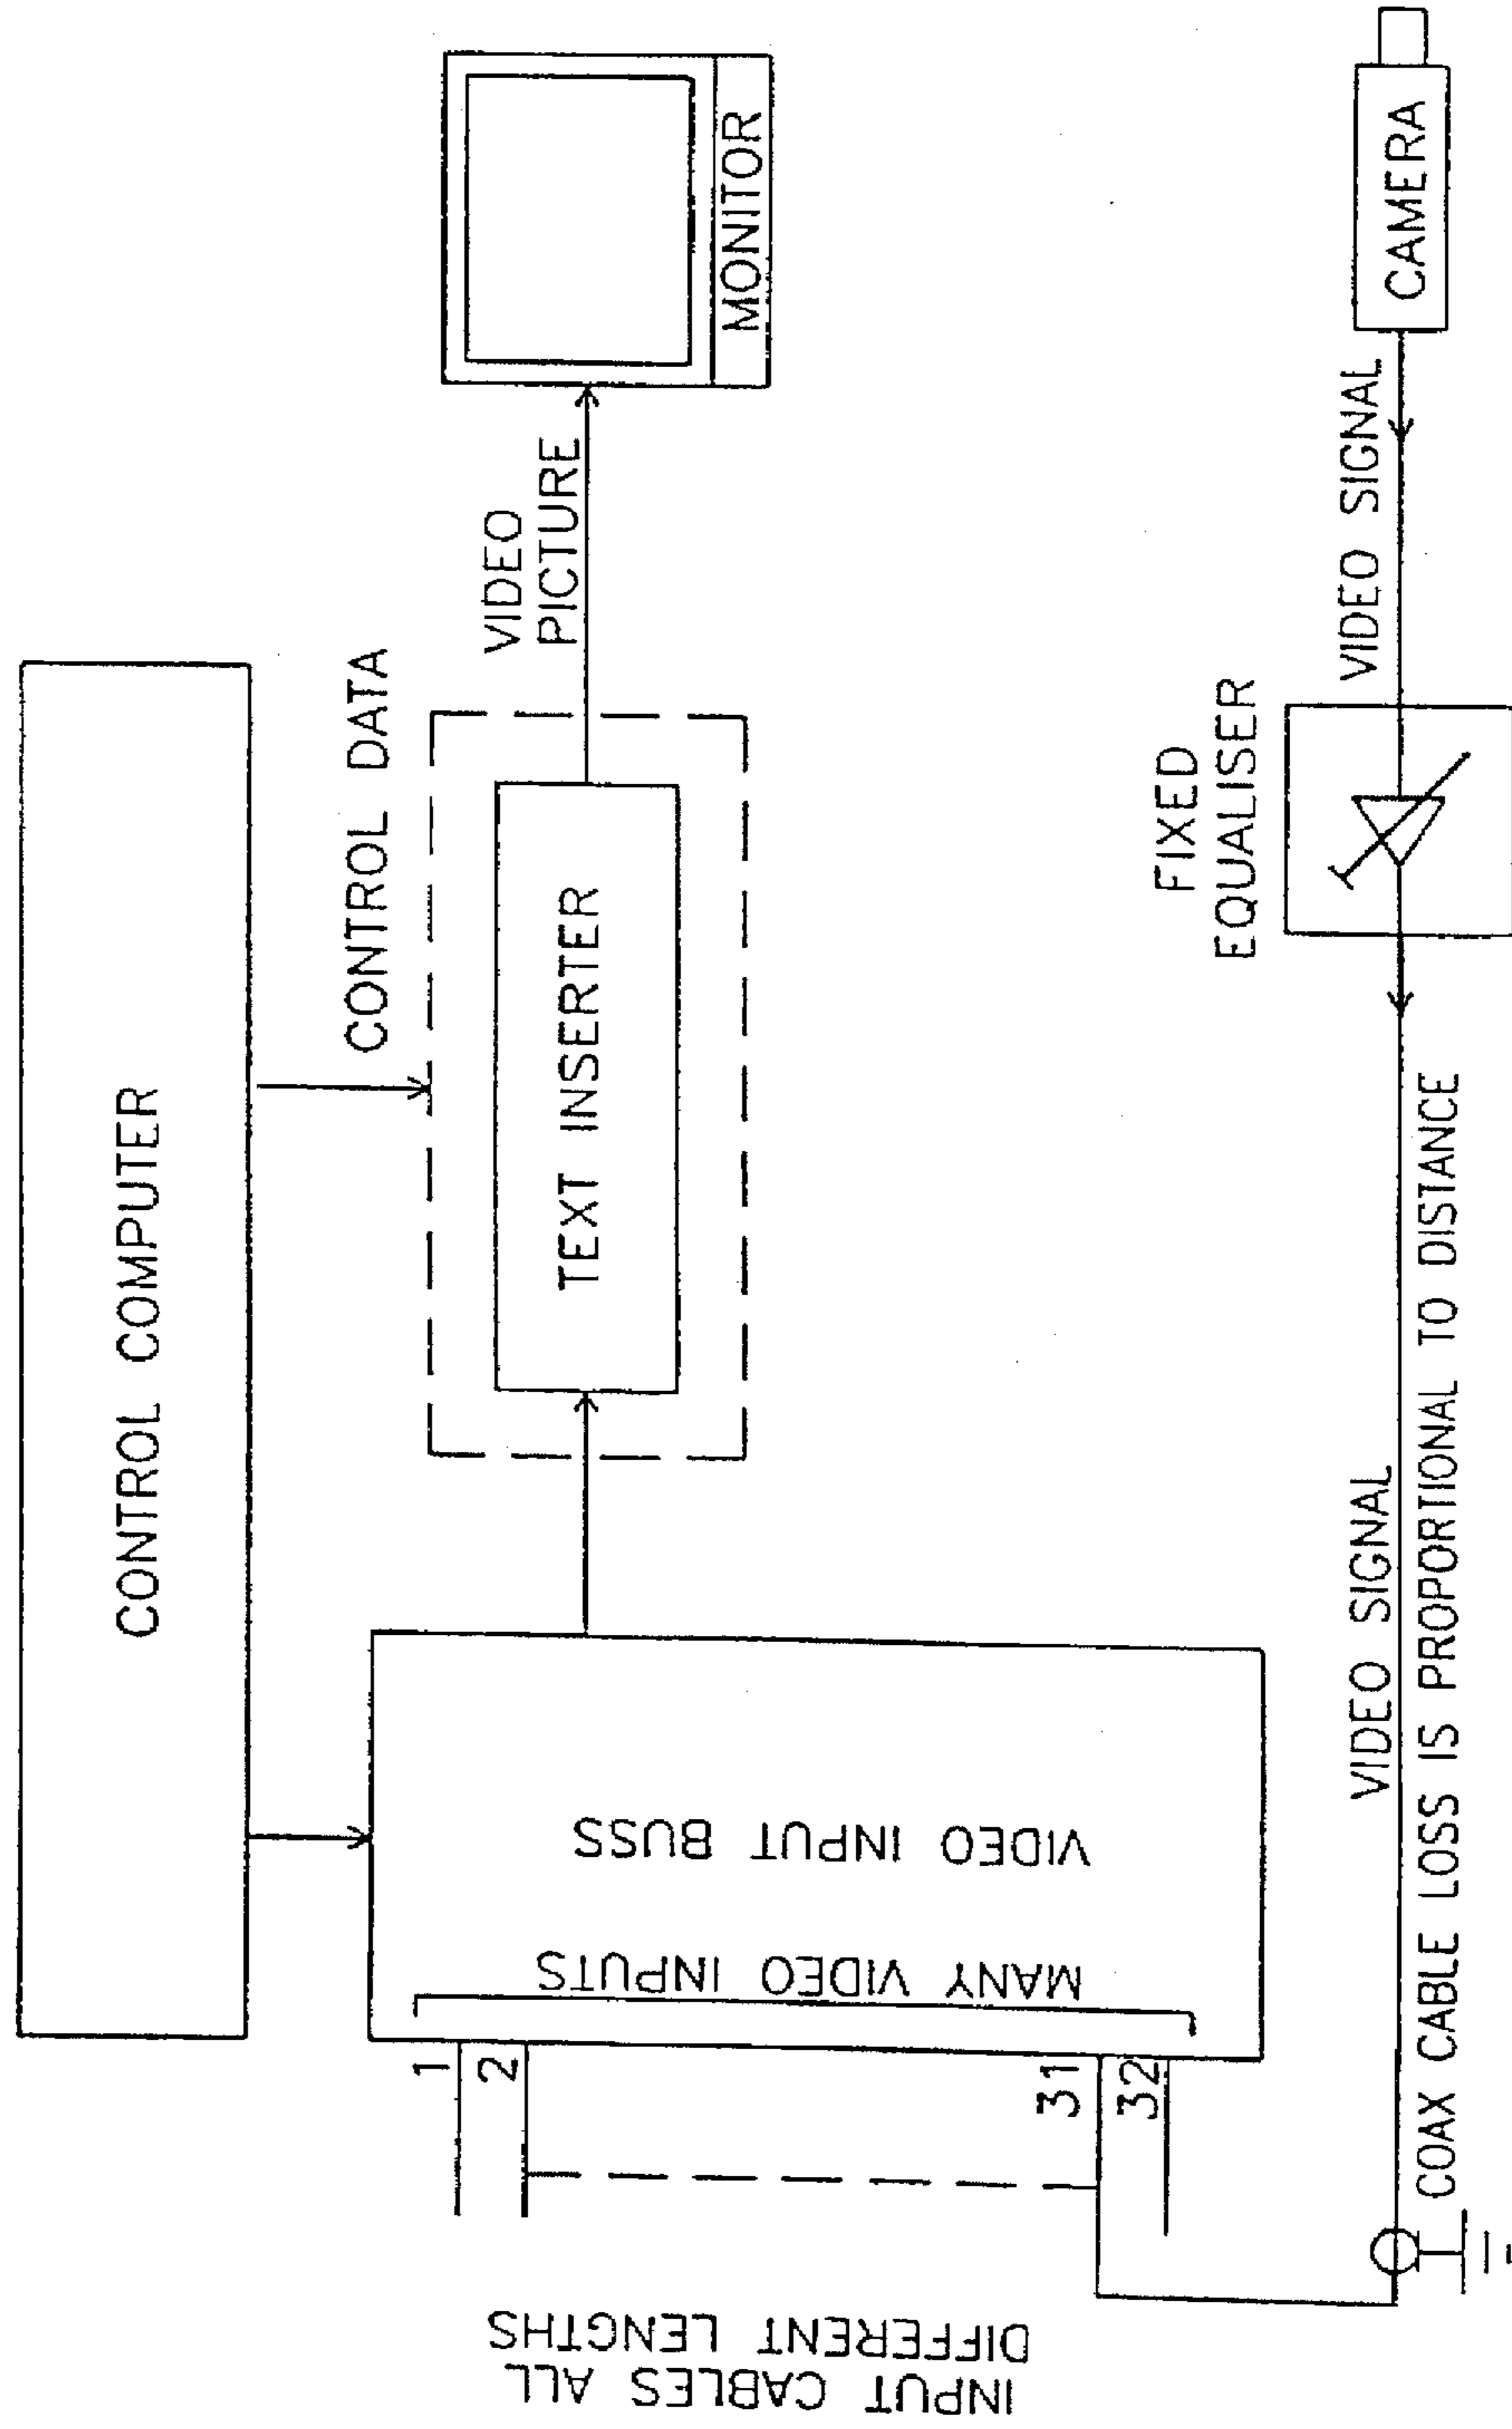 CONTROL COMPUTER
CONTROL DATA
VIDEO
PICTURE
MONITOR
TEXT INSERTER
VIDEO INPUT BUSS
MANY VIDEO INPUTS
1
2
31
32
INPUT CABLES ALL
DIFFERENT LENGTHS
FIXED
EQUALISER
VIDEO SIGNAL
CAMERA
VIDEO SIGNAL
COAX CABLE LOSS IS PROPORTIONAL TO DISTANCE